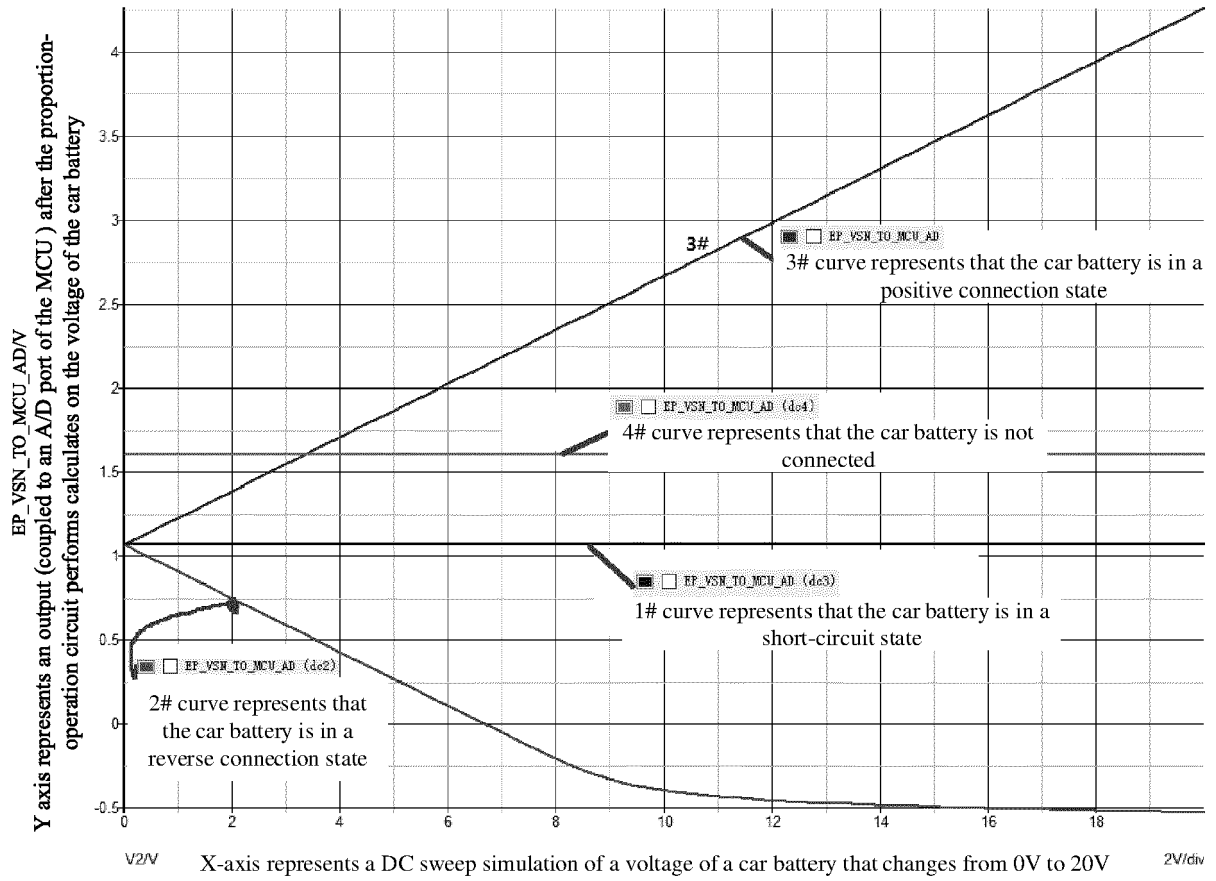 EP_VSN_TO_MCU_AD/V
Y axis represents an output (coupled to an A/D port of the MCU ) after the proportion-
operation circuit performs calculates on the voltage of the car battery
4
3.5
3
2.5
2
1.5
1
0.5
0
-0.5
3#
EP_VSN_TO_MCU_AD
3# curve represents that the car battery is in a
positive connection state
EP_VSN_TO_MCU_AD (dc4)
4# curve represents that the car battery is not
connected
EP_VSN_TO_MCU_AD (dc3)
1# curve represents that the car battery is in a
short-circuit state
EP_VSN_TO_MCU_AD (dc2)
2# curve represents that
the car battery is in a
reverse connection state
0 2 4 6 8 10 12 14 16 18
V2/V
X-axis represents a DC sweep simulation of a voltage of a car battery that changes from 0V to 20V
2V/div